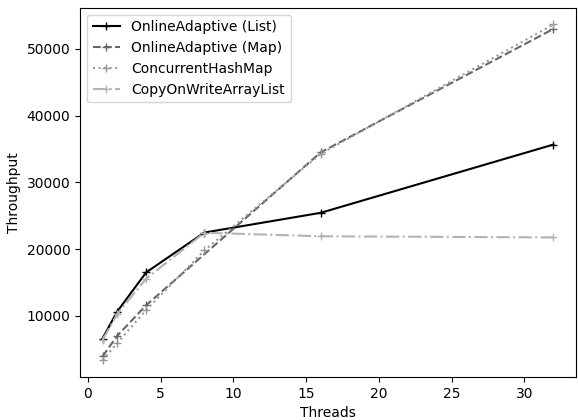 OnlineAdaptive (List)
OnlineAdaptive (Map)
ConcurrentHashMap
CopyOnWriteArrayList
Throughput
50000
40000
30000
20000
10000
0 5 10 15 20 25 30
Threads